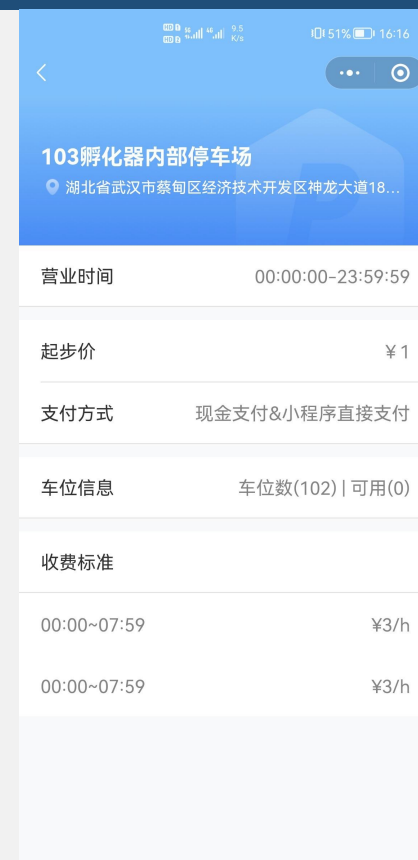 9.5
K/s
51%
16:16
103孵化器内部停车场
湖北省武汉市蔡甸区经济技术开发区神龙大道18...
营业时间 00:00:00-23:59:59
起步价 ￥1
支付方式 现金支付&小程序直接支付
车位信息 车位数(102) | 可用(0)
收费标准
00:00~07:59 ¥3/h
00:00~07:59 ¥3/h